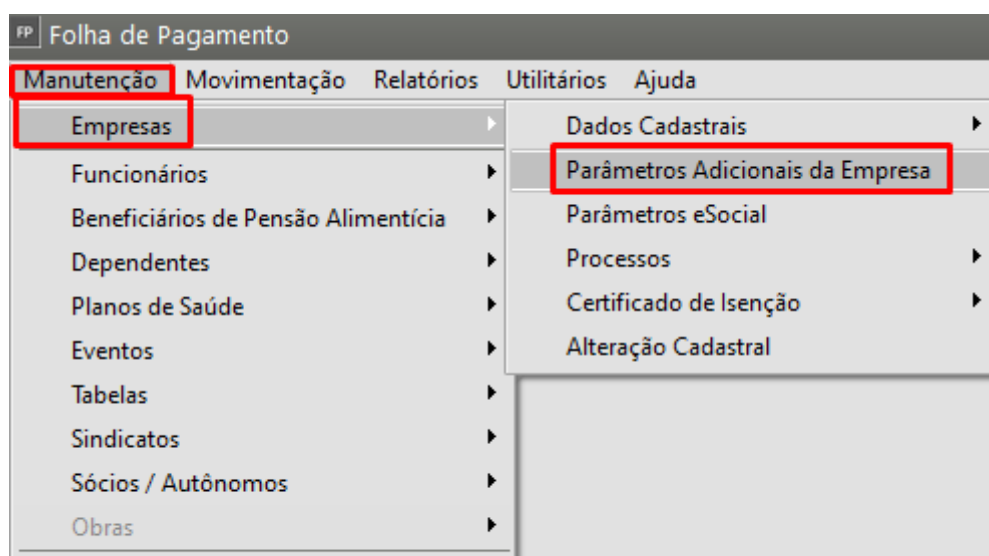 FP Folha de Pagamento
Manutenção Movimentação Relatórios Utilitários Ajuda
Empresas
Funcionários
Beneficiários de Pensão Alimentícia
Dependentes
Planos de Saúde
Eventos
Tabelas
Sindicatos
Sócios / Autônomos
Obras
Dados Cadastrais
Parâmetros Adicionais da Empresa
Parâmetros eSocial
Processos
Certificado de Isenção
Alteração Cadastral